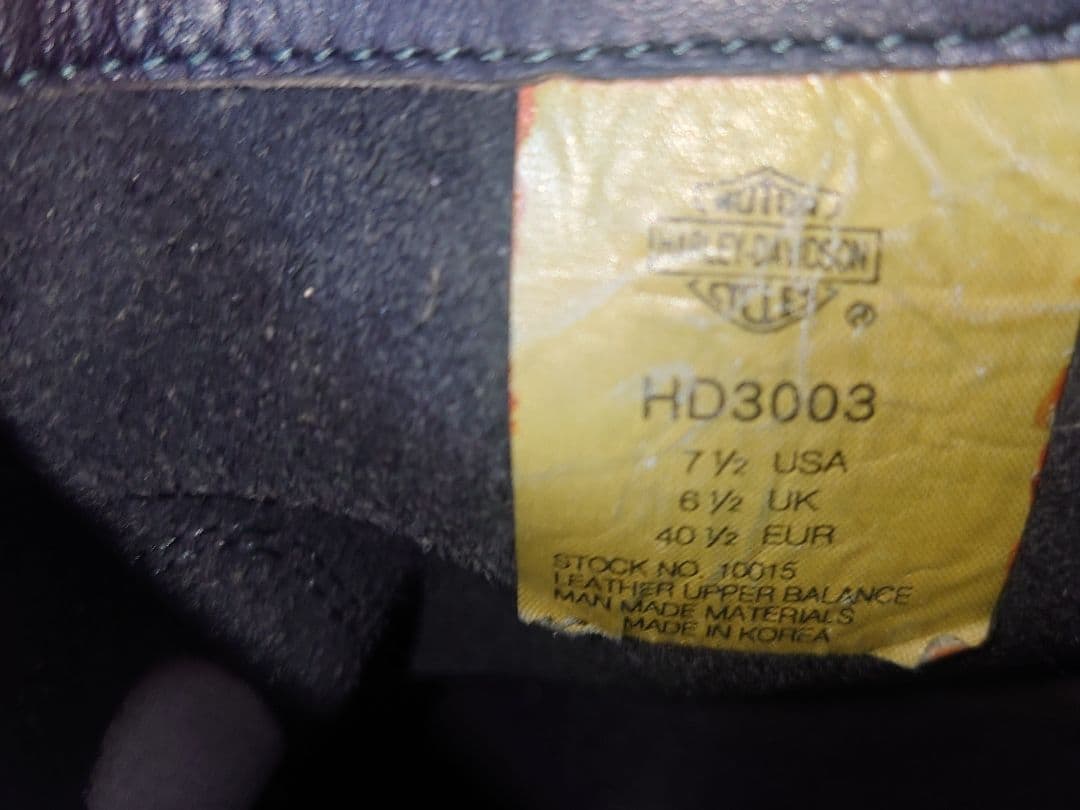 MOTOR
HARLEY-DAVIDSON
CYCLES
®
HD3003
7 ½ USA
6 ½ UK
40 ½ EUR
STOCK NO. 10015
LEATHER UPPER BALANCE
MAN MADE MATERIALS
MADE IN KOREA